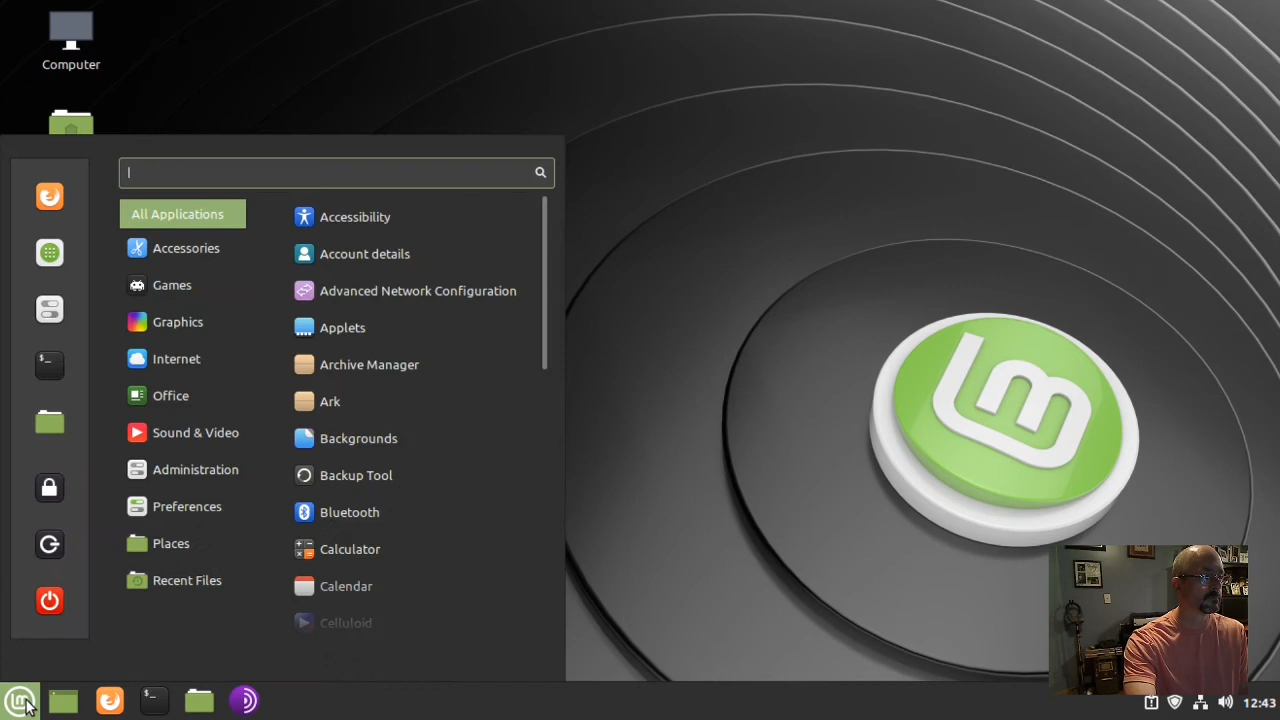 Computer
All Applications
Accessories
Games
Graphics
Internet
Office
Sound & Video
Administration
Preferences
Places
Recent Files
Accessibility
Account details
Advanced Network Configuration
Applets
Archive Manager
Ark
Backgrounds
Backup Tool
Bluetooth
Calculator
Calendar
Celluloid
12:43